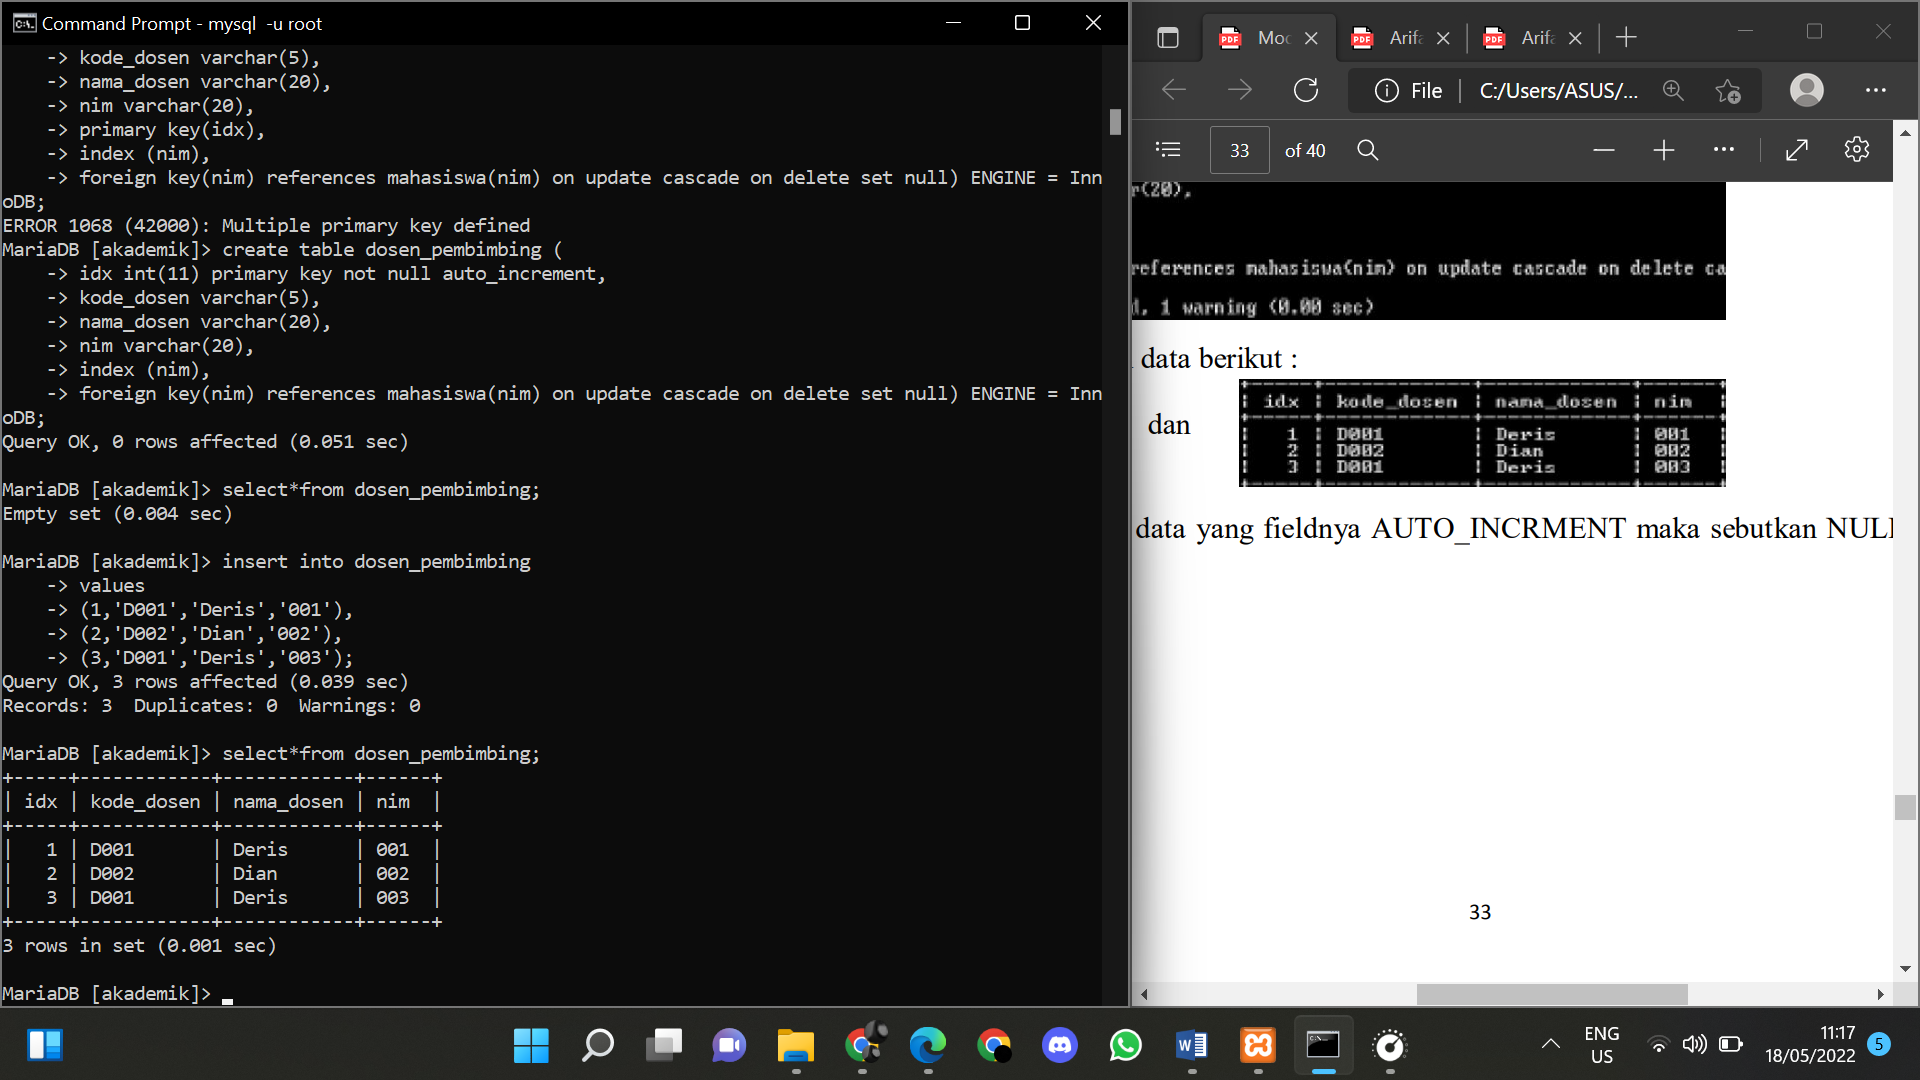 Command Prompt - mysql  -u root
    -> kode_dosen varchar(5),
    -> nama_dosen varchar(20),
    -> nim varchar(20),
    -> primary key(idx),
    -> index (nim),
    -> foreign key(nim) references mahasiswa(nim) on update cascade on delete set null) ENGINE = Inn
oDB;
ERROR 1068 (42000): Multiple primary key defined
MariaDB [akademik]> create table dosen_pembimbing (
    -> idx int(11) primary key not null auto_increment,
    -> kode_dosen varchar(5),
    -> nama_dosen varchar(20),
    -> nim varchar(20),
    -> index (nim),
    -> foreign key(nim) references mahasiswa(nim) on update cascade on delete set null) ENGINE = Inn
oDB;
Query OK, 0 rows affected (0.051 sec)
MariaDB [akademik]> select*from dosen_pembimbing;
Empty set (0.004 sec)
MariaDB [akademik]> insert into dosen_pembimbing
    -> values
    -> (1,'D001','Deris','001'),
    -> (2,'D002','Dian','002'),
    -> (3,'D001','Deris','003');
Query OK, 3 rows affected (0.039 sec)
Records: 3  Duplicates: 0  Warnings: 0
MariaDB [akademik]> select*from dosen_pembimbing;
+-----+------------+------------+------+
| idx | kode_dosen | nama_dosen | nim  |
+-----+------------+------------+------+
|   1 | D001       | Deris      | 001  |
|   2 | D002       | Dian       | 002  |
|   3 | D001       | Deris      | 003  |
+-----+------------+------------+------+
3 rows in set (0.001 sec)
MariaDB [akademik]>
PDF Moc
PDF Arifa
PDF Arifa
File C:/Users/ASUS/...
33 of 40
r(20),
references mahasiswa(nim) on update cascade on delete ca
d, 1 warning (0.00 sec)
data berikut :
dan
| idx | kode_dosen | nama_dosen | nim |
| 1 | D001 | Deris | 001 |
| 2 | D002 | Dian | 002 |
| 3 | D001 | Deris | 003 |
data yang fieldnya AUTO_INCRMENT maka sebutkan NULL
33
ENG
US
11:17
18/05/2022
5